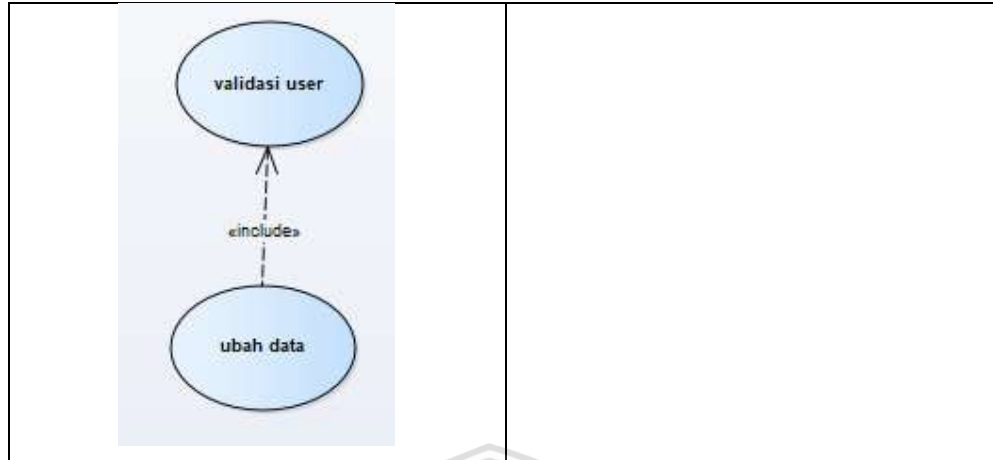 validasi user
«include»
ubah data